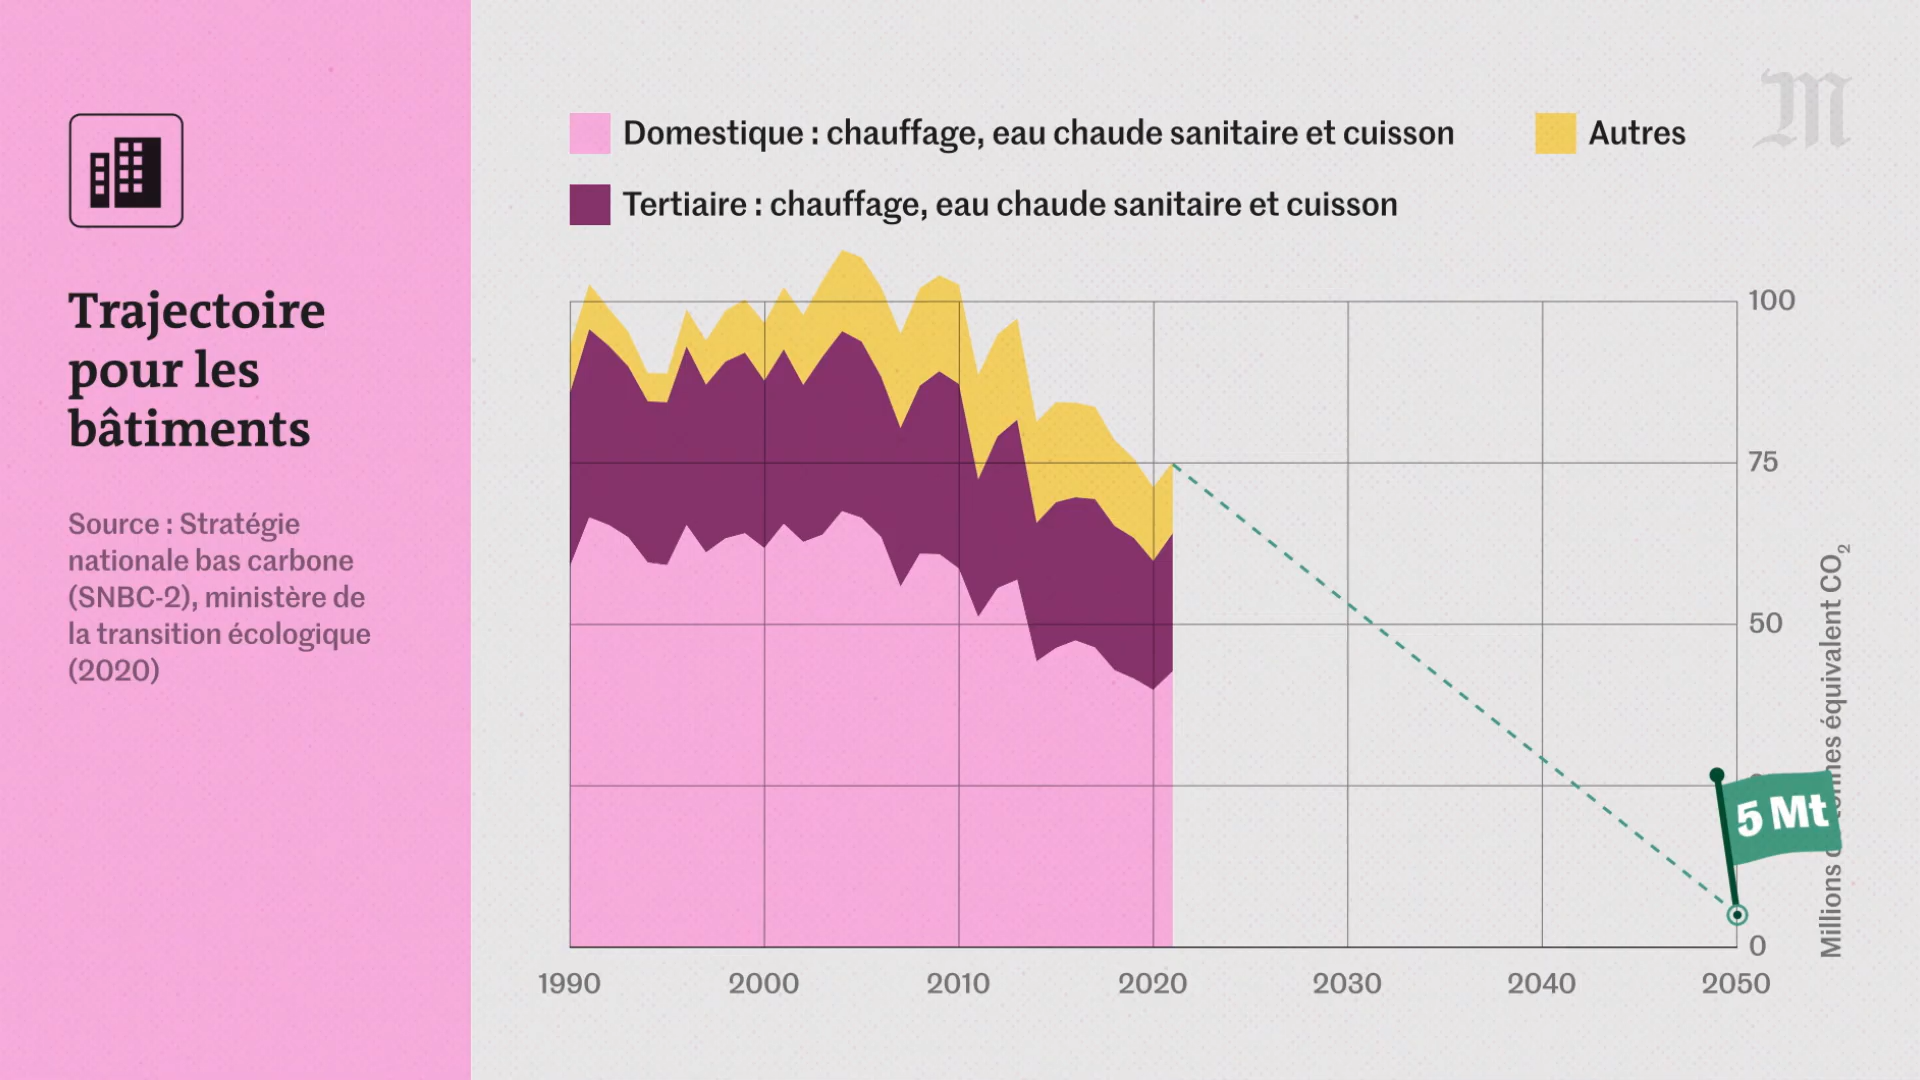 Trajectoire
pour les
bâtiments
Source : Stratégie
nationale bas carbone
(SNBC-2), ministère de
la transition écologique
(2020)
Domestique : chauffage, eau chaude sanitaire et cuisson
Autres
Tertiaire : chauffage, eau chaude sanitaire et cuisson
M
100
75
50
0
5 Mt
Millions équivalent CO₂
1990 2000 2010 2020 2030 2040 2050